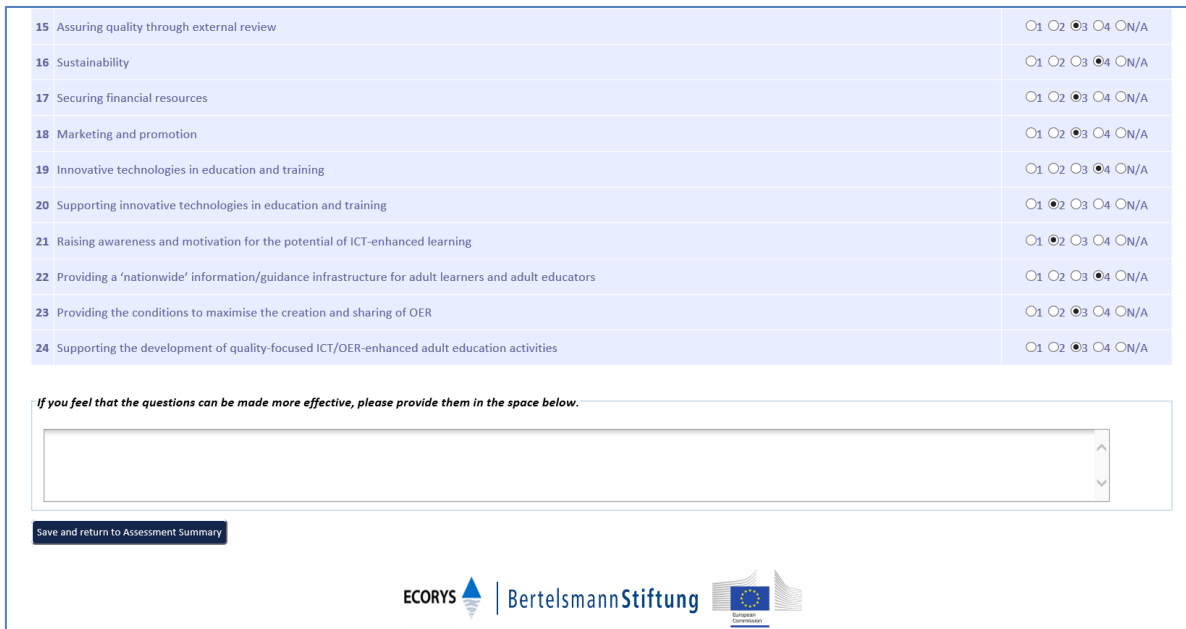 15 Assuring quality through external review 1 2 3 4 N/A
16 Sustainability 1 2 3 4 N/A
17 Securing financial resources 1 2 3 4 N/A
18 Marketing and promotion 1 2 3 4 N/A
19 Innovative technologies in education and training 1 2 3 4 N/A
20 Supporting innovative technologies in education and training 1 2 3 4 N/A
21 Raising awareness and motivation for the potential of ICT-enhanced learning 1 2 3 4 N/A
22 Providing a ‘nationwide’ information/guidance infrastructure for adult learners and adult educators 1 2 3 4 N/A
23 Providing the conditions to maximise the creation and sharing of OER 1 2 3 4 N/A
24 Supporting the development of quality-focused ICT/OER-enhanced adult education activities 1 2 3 4 N/A
If you feel that the questions can be made more effective, please provide them in the space below.
Save and return to Assessment Summary
ECORYS BertelsmannStiftung
European
Commission